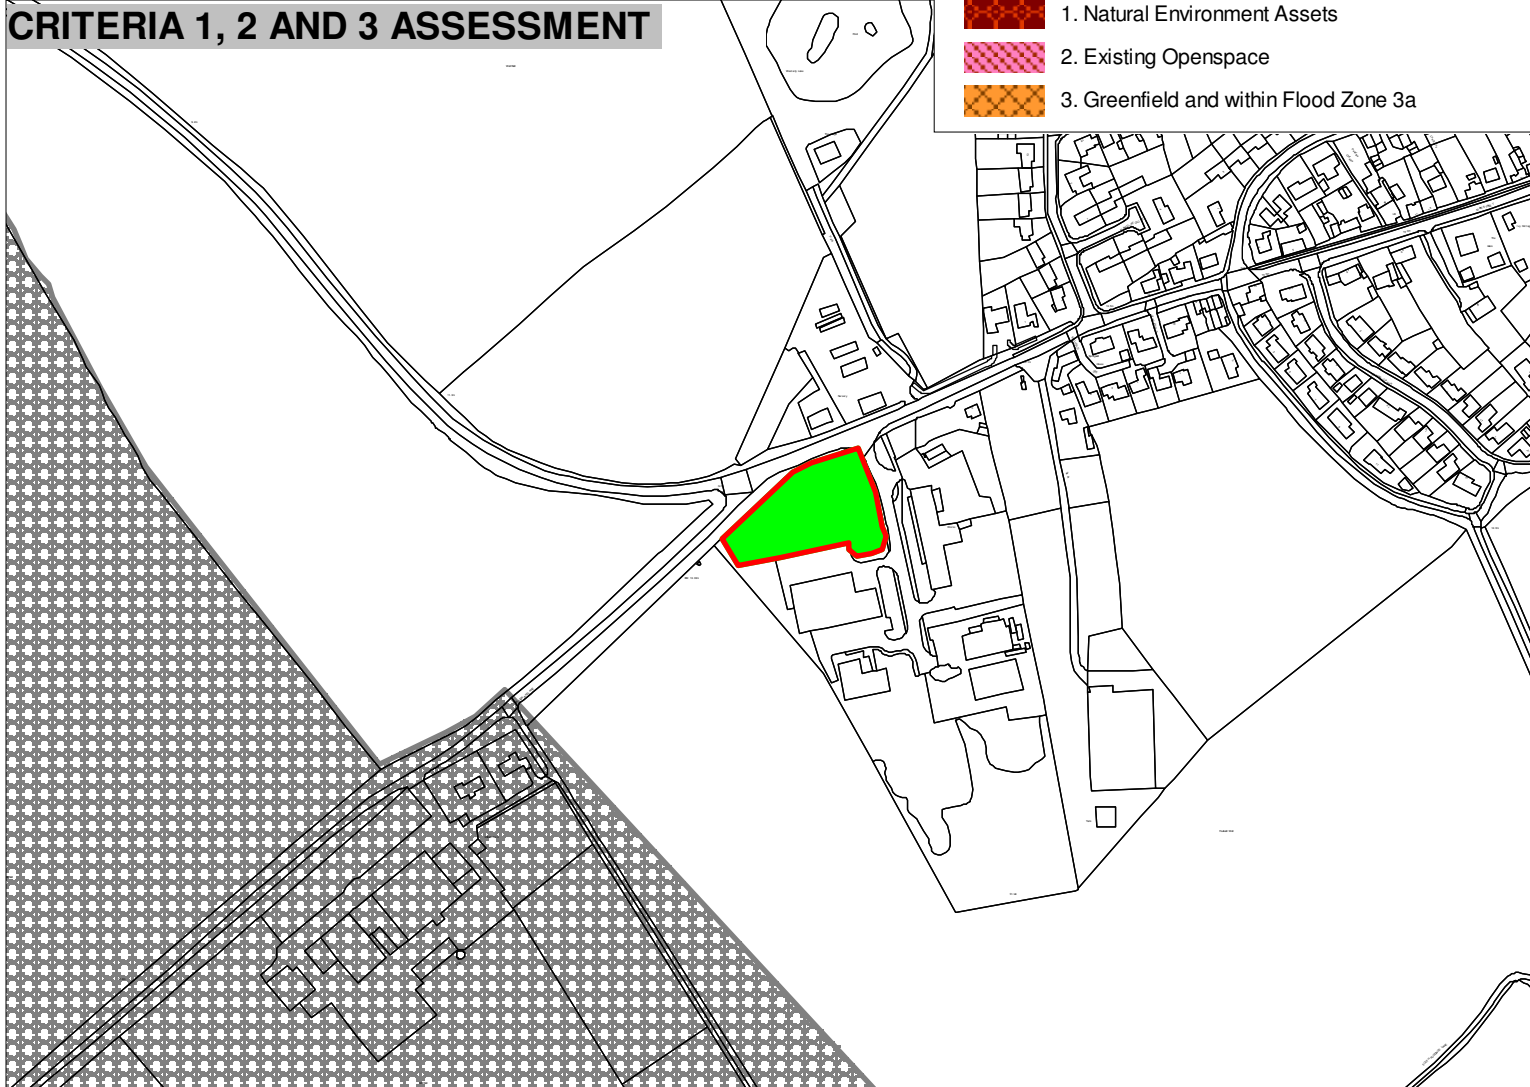 CRITERIA 1, 2 AND 3 ASSESSMENT
1. Natural Environment Assets
2. Existing Openspace
3. Greenfield and within Flood Zone 3a